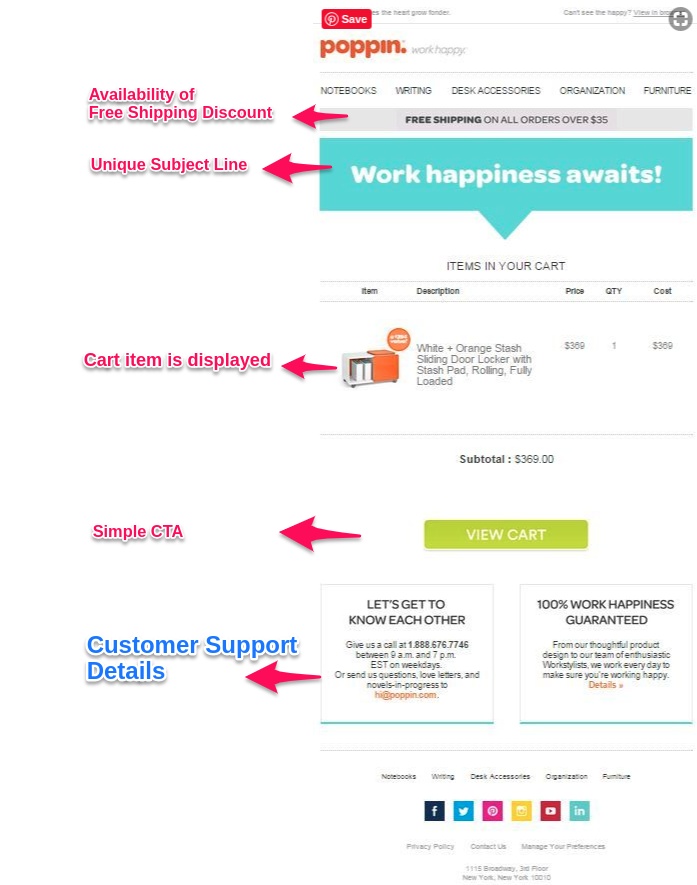 es the heart grow fonder.
Can't see the happy? View in bro
Save
poppin. work happy.
NOTEBOOKS WRITING DESK ACCESSORIES ORGANIZATION FURNITURE
Availability of
Free Shipping Discount
FREE SHIPPING ON ALL ORDERS OVER $35
Unique Subject Line
Work happiness awaits!
ITEMS IN YOUR CART
Item Description Price QTY Cost
Cart item is displayed
White + Orange Stash
Sliding Door Locker with
Stash Pad, Rolling, Fully
Loaded
$369 1 $369
Subtotal : $369.00
Simple CTA
VIEW CART
LET'S GET TO
KNOW EACH OTHER
Give us a call at 1.888.676.7746
between 9 a.m. and 7 p.m.
EST on weekdays.
Or send us questions, love letters, and
novels-in-progress to
hi@poppin.com.
100% WORK HAPPINESS
GUARANTEED
From our thoughtful product
design to our team of enthusiastic
Workstylists, we work every day to
make sure you're working happy.
Details »
Customer Support
Details
Notebooks Writing Desk Accessories Organization Furniture
Privacy Policy Contact Us Manage Your Preferences
1115 Broadway, 3rd Floor
New York, New York 10010